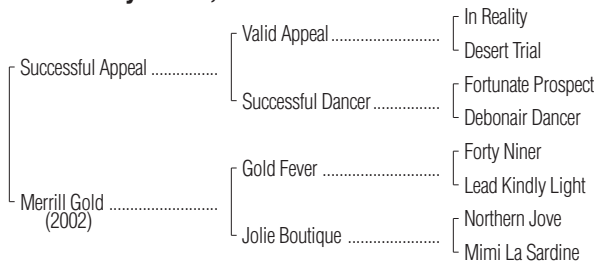 In Reality
Valid Appeal
Desert Trial
Successful Appeal
Fortunate Prospect
Successful Dancer
Debonair Dancer
Forty Niner
Gold Fever
Lead Kindly Light
Merrill Gold
(2002)
Northern Jove
Jolie Boutique
Mimi La Sardine